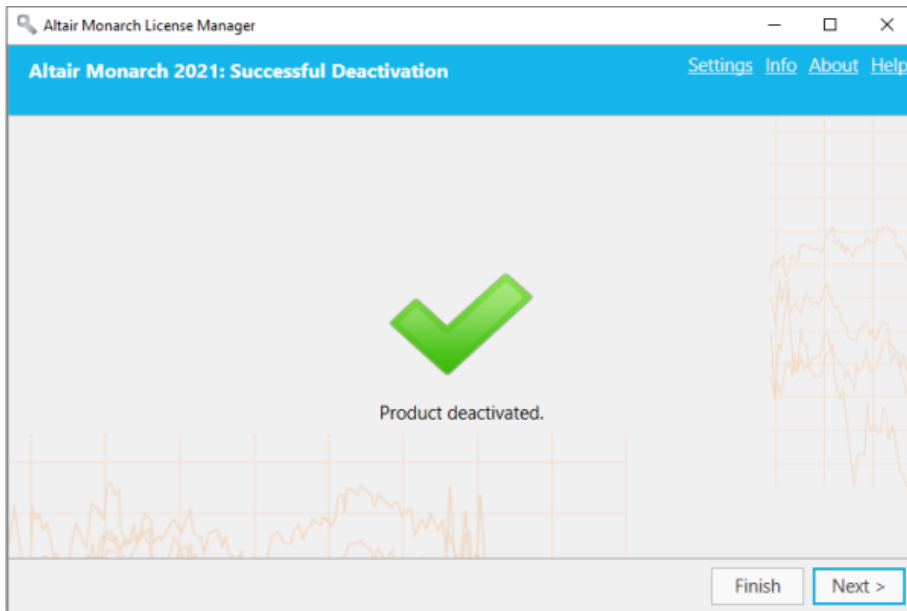 Altair Monarch License Manager
Altair Monarch 2021: Successful Deactivation
Settings Info About Help
Product deactivated.
Finish
Next >